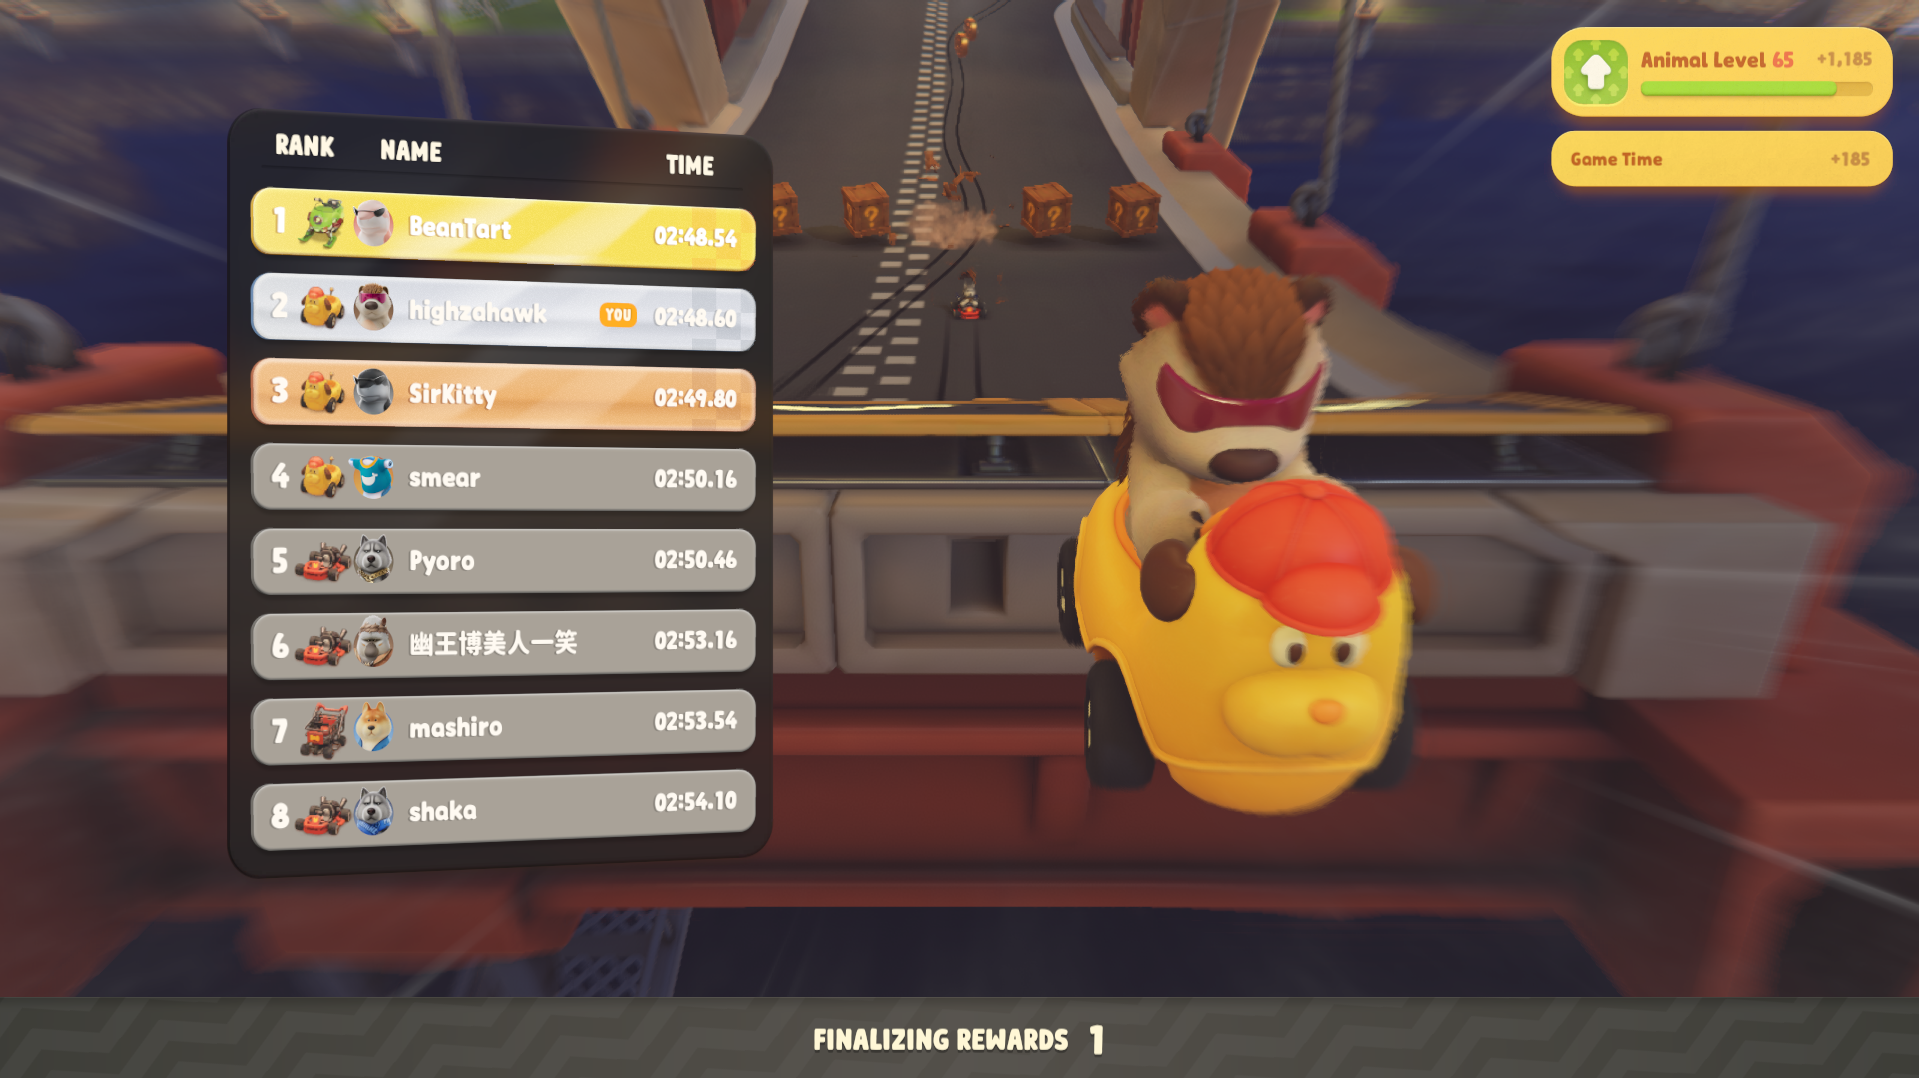 RANK NAME TIME
1 BeanTart 02:48.54
2 highzahawk YOU 02:48.60
3 SirKitty 02:49.80
4 smear 02:50.16
5 Pyoro 02:50.46
6 幽王博美人一笑 02:53.16
7 mashiro 02:53.54
8 shaka 02:54.10
Animal Level 65 +1,185
Game Time +185
? ? ? ?
FINALIZING REWARDS 1